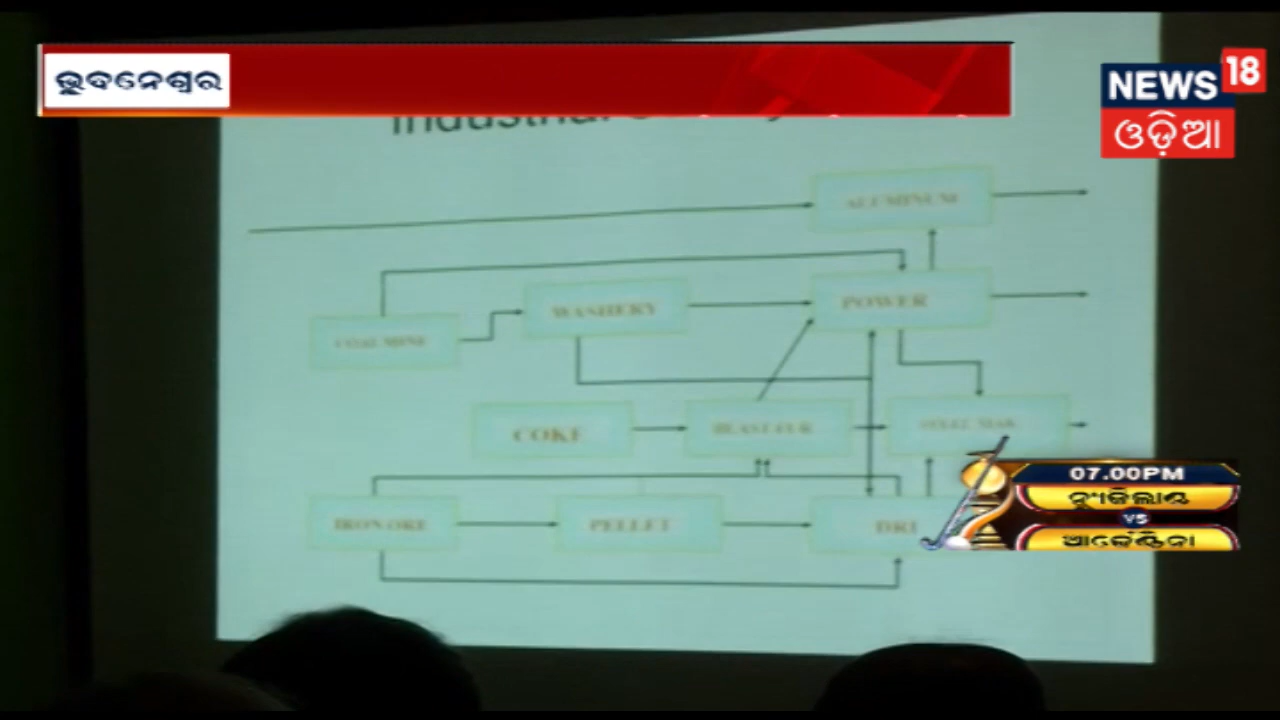 ଭୁବନେଶ୍ୱର
NEWS 18
ଓଡ଼ିଆ
ALUMINUM
WASHERY
POWER
COAL MINE
COKE
BLAST FUR
07.00PM
ନ୍ୟୁଜିଲାଣ୍ଡ
VS
ଆର୍ଜେଣ୍ଟିନା
IRON ORE
PELLET
DRI